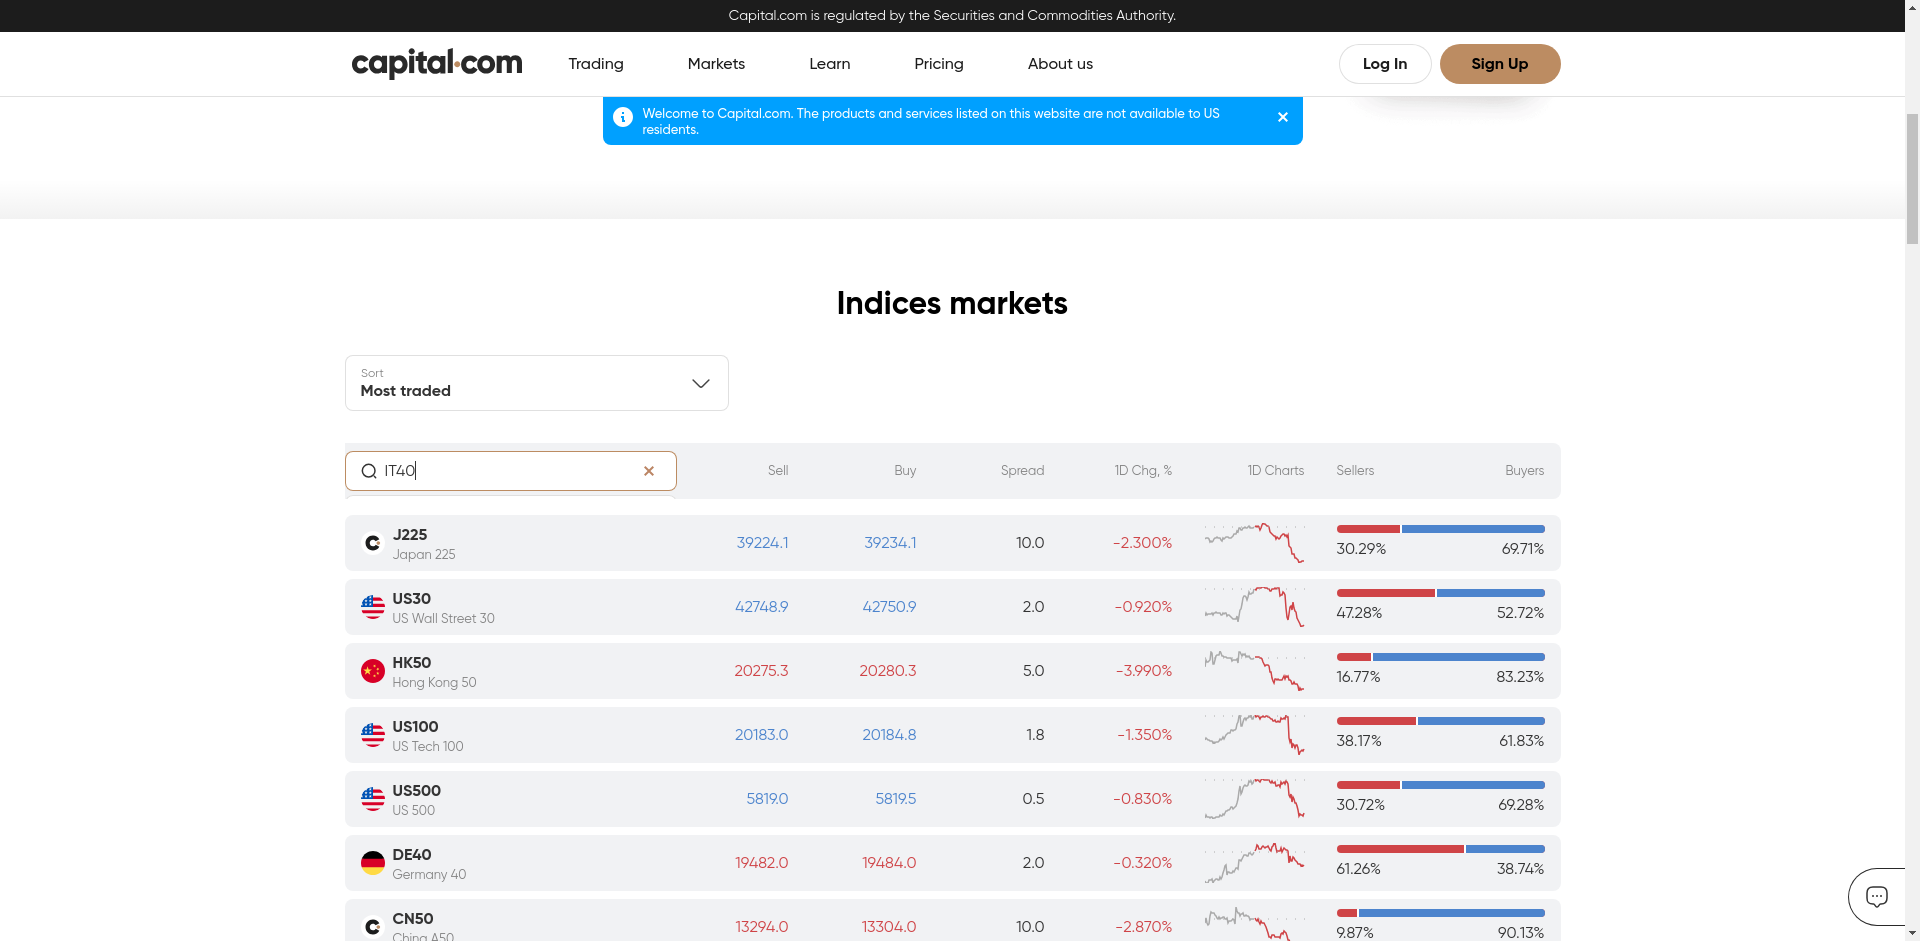 Capital.com is regulated by the Securities and Commodities Authority.
capital.com Trading Markets Learn Pricing About us Log In Sign Up
Welcome to Capital.com. The products and services listed on this website are not available to US
residents.
Indices markets
Sort
Most traded
IT40 Sell Buy Spread 1D Chg, % 1D Charts Sellers Buyers
J225
Japan 225
39224.1 39234.1 10.0 -2.300% 30.29% 69.71%
US30
US Wall Street 30
42748.9 42750.9 2.0 -0.920% 47.28% 52.72%
HK50
Hong Kong 50
20275.3 20280.3 5.0 -3.990% 16.77% 83.23%
US100
US Tech 100
20183.0 20184.8 1.8 -1.350% 38.17% 61.83%
US500
US 500
5819.0 5819.5 0.5 -0.830% 30.72% 69.28%
DE40
Germany 40
19482.0 19484.0 2.0 -0.320% 61.26% 38.74%
CN50
China A50
13294.0 13304.0 10.0 -2.870% 9.87% 90.13%